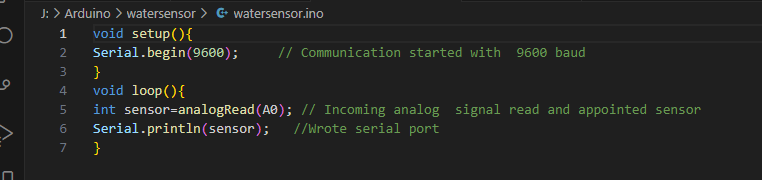 J: > Arduino > watersensor > watersensor.ino
1 void setup(){
2 Serial.begin(9600);      // Communication started with  9600 baud
3 }
4 void loop(){
5 int sensor=analogRead(A0); // Incoming analog  signal read and appointed sensor
6 Serial.println(sensor);   //Wrote serial port
7 }